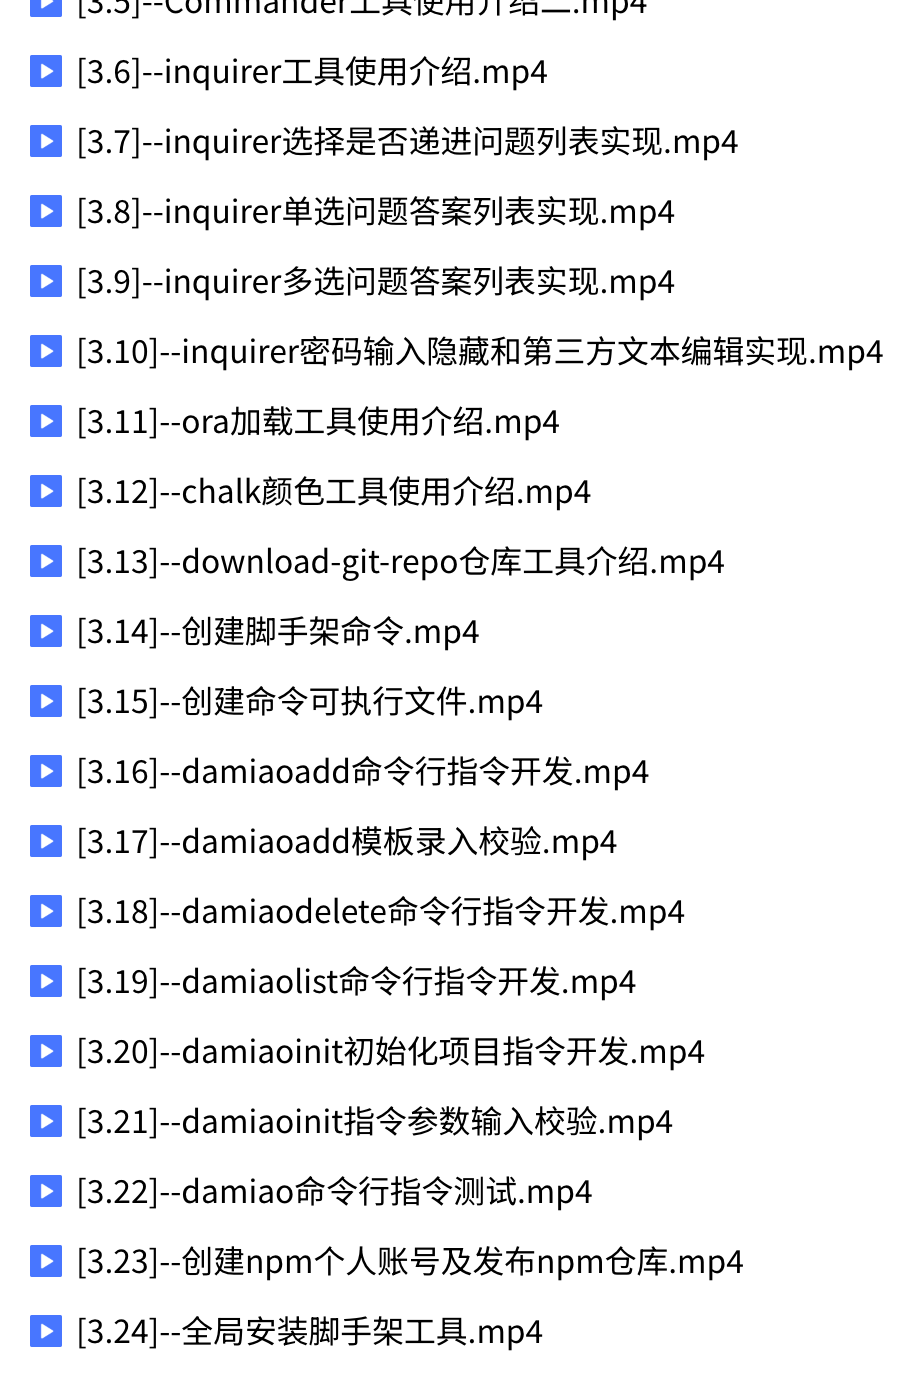 [3.5]--Commander工具使用介绍二.mp4
[3.6]--inquirer工具使用介绍.mp4
[3.7]--inquirer选择是否递进问题列表实现.mp4
[3.8]--inquirer单选问题答案列表实现.mp4
[3.9]--inquirer多选问题答案列表实现.mp4
[3.10]--inquirer密码输入隐藏和第三方文本编辑实现.mp4
[3.11]--ora加载工具使用介绍.mp4
[3.12]--chalk颜色工具使用介绍.mp4
[3.13]--download-git-repo仓库工具介绍.mp4
[3.14]--创建脚手架命令.mp4
[3.15]--创建命令可执行文件.mp4
[3.16]--damiaoadd命令行指令开发.mp4
[3.17]--damiaoadd模板录入校验.mp4
[3.18]--damiaodelete命令行指令开发.mp4
[3.19]--damiaolist命令行指令开发.mp4
[3.20]--damiaoinit初始化项目指令开发.mp4
[3.21]--damiaoinit指令参数输入校验.mp4
[3.22]--damiao命令行指令测试.mp4
[3.23]--创建npm个人账号及发布npm仓库.mp4
[3.24]--全局安装脚手架工具.mp4